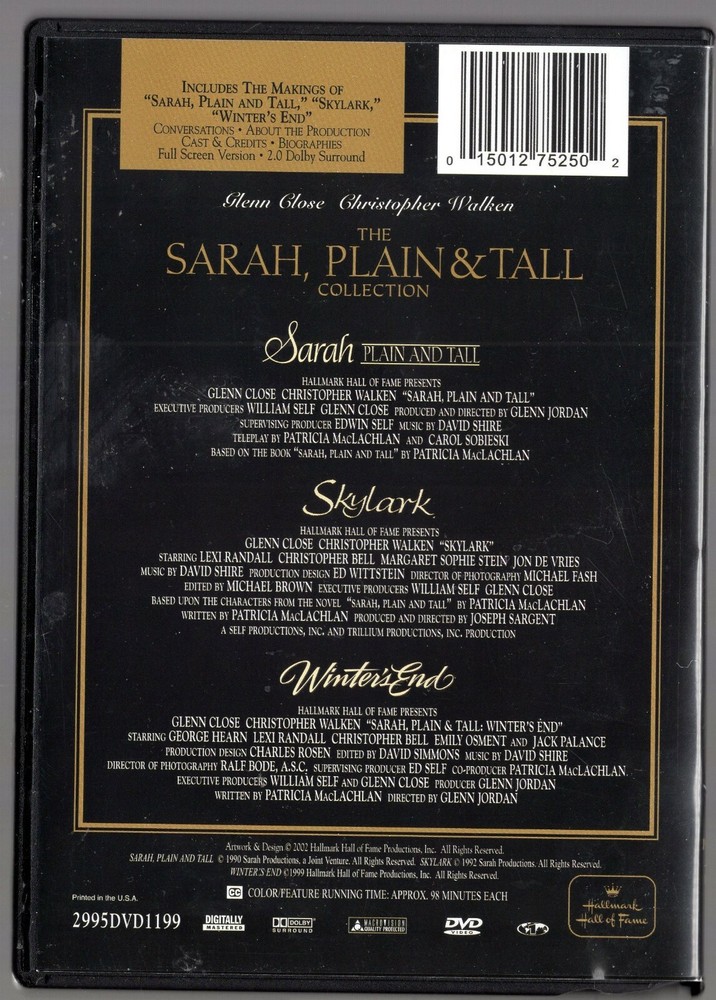 INCLUDES THE MAKINGS OF
“SARAH, PLAIN AND TALL,” “SKYLARK,”
“WINTER’S END”
CONVERSATIONS • ABOUT THE PRODUCTION
CAST & CREDITS • BIOGRAPHIES
Full Screen Version • 2.0 Dolby Surround
0 15012 75250 2
Glenn Close Christopher Walken
THE
SARAH, PLAIN & TALL
COLLECTION
Sarah PLAIN AND TALL
HALLMARK HALL OF FAME PRESENTS
GLENN CLOSE CHRISTOPHER WALKEN “SARAH, PLAIN AND TALL”
EXECUTIVE PRODUCERS WILLIAM SELF GLENN CLOSE PRODUCED AND DIRECTED BY GLENN JORDAN
SUPERVISING PRODUCER EDWIN SELF MUSIC BY DAVID SHIRE
TELEPLAY BY PATRICIA MACLACHLAN AND CAROL SOBIESKI
BASED ON THE BOOK “SARAH, PLAIN AND TALL” BY PATRICIA MACLACHLAN
Skylark
HALLMARK HALL OF FAME PRESENTS
GLENN CLOSE CHRISTOPHER WALKEN “SKYLARK”
STARRING LEXI RANDALL CHRISTOPHER BELL MARGARET SOPHIE STEIN JON DE VRIES
MUSIC BY DAVID SHIRE PRODUCTION DESIGN ED WITTSTEIN DIRECTOR OF PHOTOGRAPHY MICHAEL FASH
EDITED BY MICHAEL BROWN EXECUTIVE PRODUCERS WILLIAM SELF GLENN CLOSE
BASED UPON THE CHARACTERS FROM THE NOVEL “SARAH, PLAIN AND TALL” BY PATRICIA MACLACHLAN
WRITTEN BY PATRICIA MACLACHLAN PRODUCED AND DIRECTED BY JOSEPH SARGENT
A SELF PRODUCTIONS, INC. AND TRILLIUM PRODUCTIONS, INC. PRODUCTION
Winter's End
HALLMARK HALL OF FAME PRESENTS
GLENN CLOSE CHRISTOPHER WALKEN “SARAH, PLAIN & TALL: WINTER’S END”
STARRING GEORGE HEARN LEXI RANDALL CHRISTOPHER BELL EMILY OSMENT AND JACK PALANCE
PRODUCTION DESIGN CHARLES ROSEN EDITED BY DAVID SIMMONS MUSIC BY DAVID SHIRE
DIRECTOR OF PHOTOGRAPHY RALF BODE, A.S.C. SUPERVISING PRODUCER ED SELF CO-PRODUCER PATRICIA MACLACHLAN.
EXECUTIVE PRODUCERS WILLIAM SELF AND GLENN CLOSE PRODUCER GLENN JORDAN
WRITTEN BY PATRICIA MACLACHLAN DIRECTED BY GLENN JORDAN
Artwork & Design © 2002 Hallmark Hall of Fame Productions, Inc. All Rights Reserved.
SARAH, PLAIN AND TALL © 1990 Sarah Productions, a Joint Venture. All Rights Reserved. SKYLARK © 1992 Sarah Productions. All Rights Reserved.
WINTER'S END ©1999 Hallmark Hall of Fame Productions, Inc. All Rights Reserved.
CC COLOR/FEATURE RUNNING TIME: APPROX. 98 MINUTES EACH
Printed in the U.S.A.
2995DVD1199
DIGITALLY
MASTERED
DOLBY
SURROUND
MACROVISION
QUALITY PROTECTED
DVD
VIDEO
Hallmark
Hall of Fame